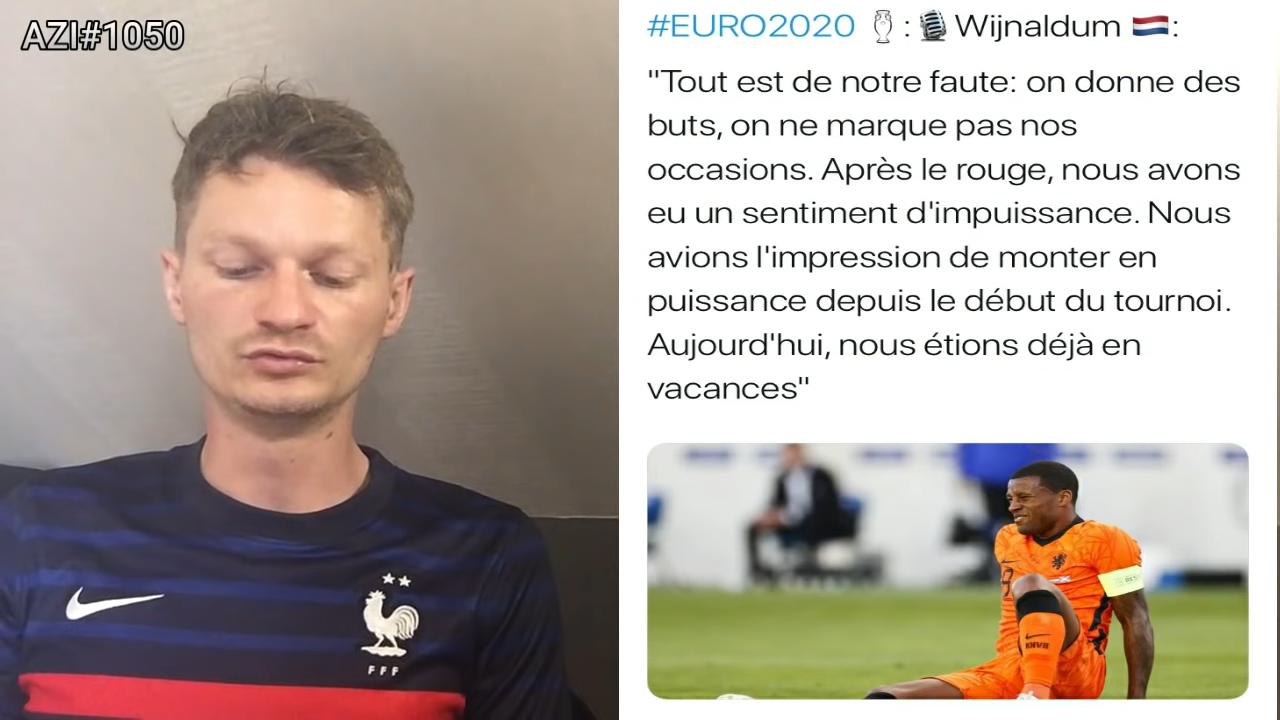 AZI#1050
#EURO2020 : Wijnaldum :
"Tout est de notre faute: on donne des
buts, on ne marque pas nos
occasions. Après le rouge, nous avons
eu un sentiment d'impuissance. Nous
avions l'impression de monter en
puissance depuis le début du tournoi.
Aujourd'hui, nous étions déjà en
vacances"
FFF